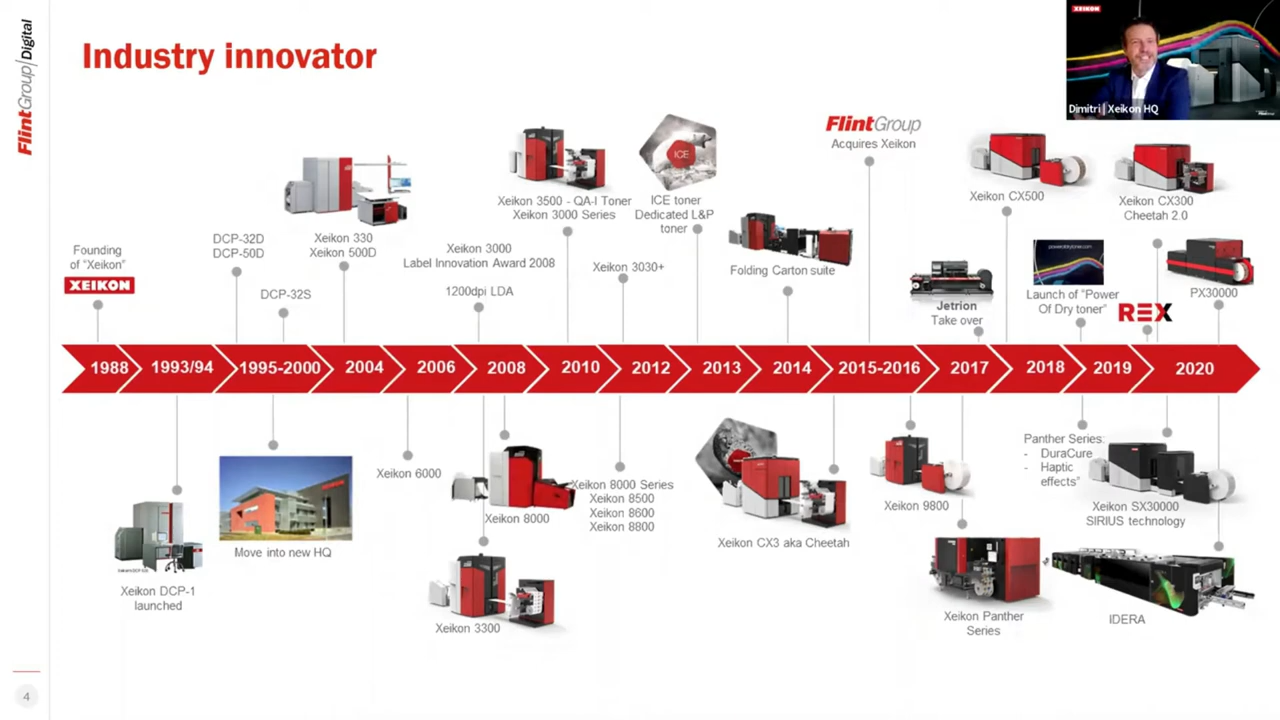 FlintGroup | Digital
Industry innovator
XEIKON
Dimitri | Xeikon HQ
Founding
of "Xeikon"
XEIKON
DCP-32D
DCP-50D
DCP-32S
Xeikon 330
Xeikon 500D
Xeikon 3000
Label Innovation Award 2008
1200dpi LDA
Xeikon 3500 - QA-I Toner
Xeikon 3000 Series
Xeikon 3030+
ICE
ICE toner
Dedicated L&P
toner
Folding Carton suite
FlintGroup
Acquires Xeikon
Jetrion
Take over
Xeikon CX500
Launch of "Power
Of Dry toner"
REX
Xeikon CX300
Cheetah 2.0
PX30000
1988
1993/94
1995-2000
2004
2006
2008
2010
2012
2013
2014
2015-2016
2017
2018
2019
2020
Xeikon DCP-1
launched
Move into new HQ
Xeikon 6000
Xeikon 8000
Xeikon 3300
Xeikon 8000 Series
Xeikon 8500
Xeikon 8600
Xeikon 8800
Xeikon CX3 aka Cheetah
Xeikon 9800
Xeikon Panther
Series
Panther Series:
- DuraCure
- Haptic
effects"
Xeikon SX30000
SIRIUS technology
IDERA
4